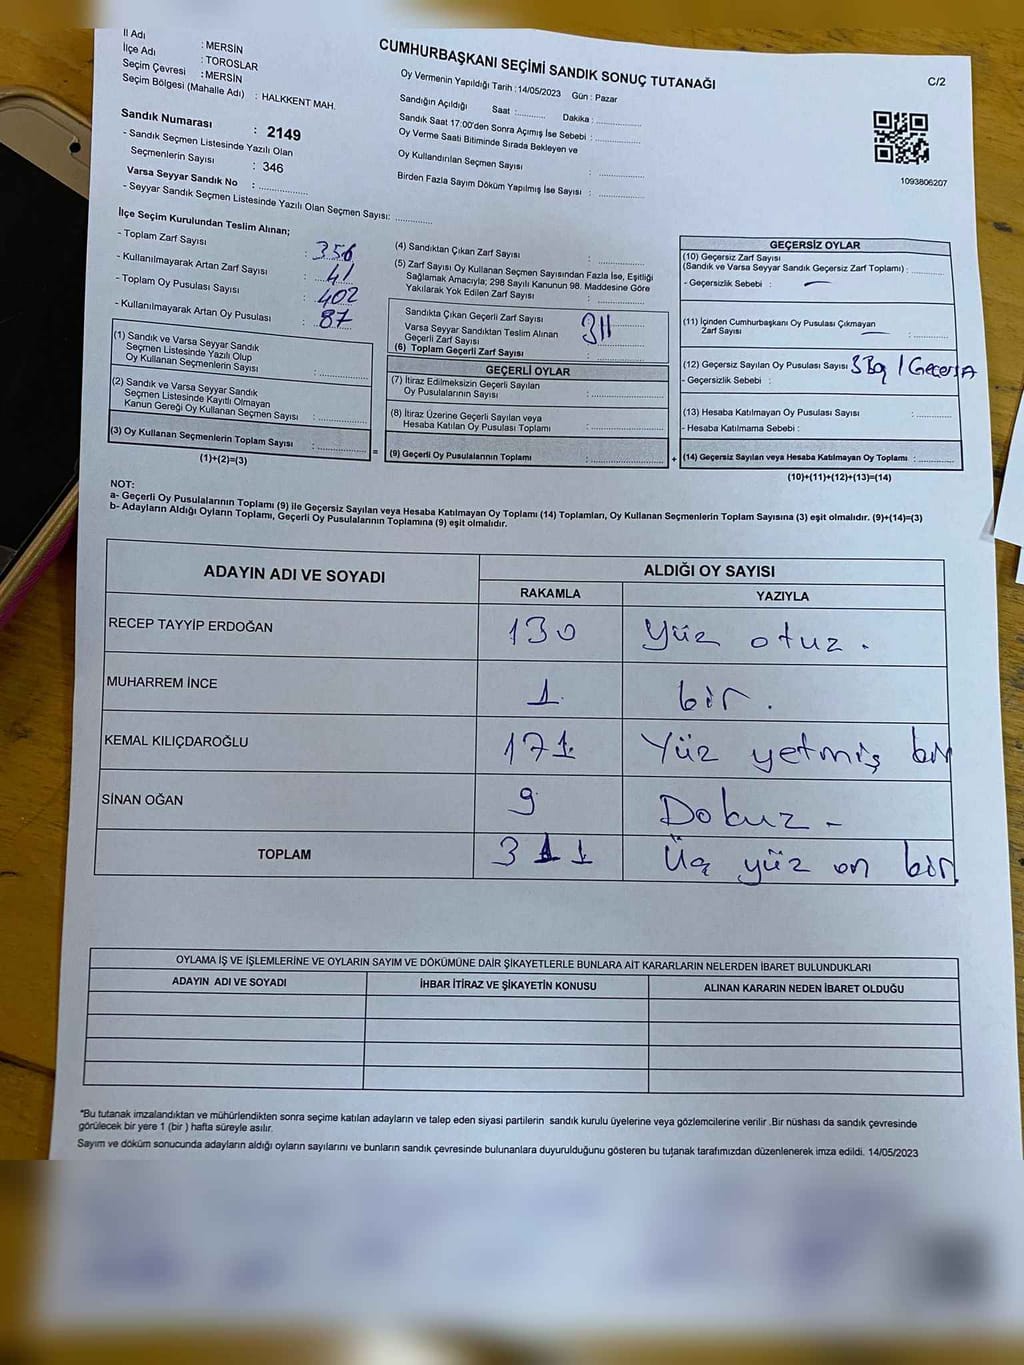 İl Adı : MERSİN
İlçe Adı : TOROSLAR
Seçim Çevresi : MERSİN
Seçim Bölgesi (Mahalle Adı) : HALKKENT MAH.
Sandık Numarası : 2149
- Sandık Seçmen Listesinde Yazılı Olan
Seçmenlerin Sayısı : 346
Varsa Seyyar Sandık No : ..............
- Seyyar Sandık Seçmen Listesinde Yazılı Olan Seçmen Sayısı: ..............
CUMHURBAŞKANI SEÇİMİ SANDIK SONUÇ TUTANAĞI
Oy Vermenin Yapıldığı Tarih : 14/05/2023 Gün : Pazar
Sandığın Açıldığı Saat : .......... Dakika : ..............
Sandık Saat 17:00'den Sonra Açımış İse Sebebi : ..............
Oy Verme Saati Bitiminde Sırada Bekleyen ve
Oy Kullandırılan Seçmen Sayısı : ..............
Birden Fazla Sayım Döküm Yapılmış İse Sayısı : ..............
C/2
1093806207
İlçe Seçim Kurulundan Teslim Alınan;
- Toplam Zarf Sayısı : 356
- Kullanılmayarak Artan Zarf Sayısı : 41
- Toplam Oy Pusulası Sayısı : 402
- Kullanılmayarak Artan Oy Pusulası : 87
(1) Sandık ve Varsa Seyyar Sandık
Seçmen Listesinde Yazılı Olup
Oy Kullanan Seçmenlerin Sayısı : ..............
(2) Sandık ve Varsa Seyyar Sandık
Seçmen Listesinde Kayıtlı Olmayan
Kanun Gereği Oy Kullanan Seçmen Sayısı : ..............
(3) Oy Kullanan Seçmenlerin Toplam Sayısı : ..............
(1)+(2)=(3)
=
(4) Sandıktan Çıkan Zarf Sayısı : ..............
(5) Zarf Sayısı Oy Kullanan Seçmen Sayısından Fazla İse, Eşitliği
Sağlamak Amacıyla; 298 Sayılı Kanunun 98. Maddesine Göre
Yakılarak Yok Edilen Zarf Sayısı : ..............
Sandıkta Çıkan Geçerli Zarf Sayısı 311
Varsa Seyyar Sandıktan Teslim Alınan
Geçerli Zarf Sayısı
(6) Toplam Geçerli Zarf Sayısı : ..............
GEÇERLİ OYLAR
(7) İtiraz Edilmeksizin Geçerli Sayılan
Oy Pusulalarının Sayısı : ..............
(8) İtiraz Üzerine Geçerli Sayılan veya
Hesaba Katılan Oy Pusulası Toplamı : ..............
(9) Geçerli Oy Pusulalarının Toplamı : ..............
+
GEÇERSİZ OYLAR
(10) Geçersiz Zarf Sayısı
(Sandık ve Varsa Seyyar Sandık Geçersiz Zarf Toplamı) : ..............
- Geçersizlik Sebebi : —
(11) İçinden Cumhurbaşkanı Oy Pusulası Çıkmayan
Zarf Sayısı : ..............
(12) Geçersiz Sayılan Oy Pusulası Sayısı 3
- Geçersizlik Sebebi :
(13) Hesaba Katılmayan Oy Pusulası Sayısı : ..............
- Hesaba Katılmama Sebebi :
(14) Geçersiz Sayılan veya Hesaba Katılmayan Oy Toplamı : ..............
(10)+(11)+(12)+(13)=(14)
NOT:
a- Geçerli Oy Pusulalarının Toplamı (9) ile Geçersiz Sayılan veya Hesaba Katılmayan Oy Toplamı (14) Toplamları, Oy Kullanan Seçmenlerin Toplam Sayısına (3) eşit olmalıdır. (9)+(14)=(3)
b- Adayların Aldığı Oyların Toplamı, Geçerli Oy Pusulalarının Toplamına (9) eşit olmalıdır.
ADAYIN ADI VE SOYADI ALDIĞI OY SAYISI
RAKAMLA YAZIYLA
RECEP TAYYİP ERDOĞAN 130 Yüz otuz.
MUHARREM İNCE 1 bir.
KEMAL KILIÇDAROĞLU 171 Yüz yetmiş bir
SİNAN OĞAN 9 Dokuz -
TOPLAM 311 Üç yüz on bir.
OYLAMA İŞ VE İŞLEMLERİNE VE OYLARIN SAYIM VE DÖKÜMÜNE DAİR ŞİKAYETLERLE BUNLARA AİT KARARLARIN NELERDEN İBARET BULUNDUKLARI
ADAYIN ADI VE SOYADI İHBAR İTİRAZ VE ŞİKAYETİN KONUSU ALINAN KARARIN NEDEN İBARET OLDUĞU
*Bu tutanak imzalandıktan ve mühürlendikten sonra seçime katılan adayların ve talep eden siyasi partilerin sandık kurulu üyelerine veya gözlemcilerine verilir .Bir nüshası da sandık çevresinde
görülecek bir yere 1 (bir ) hafta süreyle asılır.
Sayım ve döküm sonucunda adayların aldığı oyların sayılarını ve bunların sandık çevresinde bulunanlara duyurulduğunu gösteren bu tutanak tarafımızdan düzenlenerek imza edildi. 14/05/2023